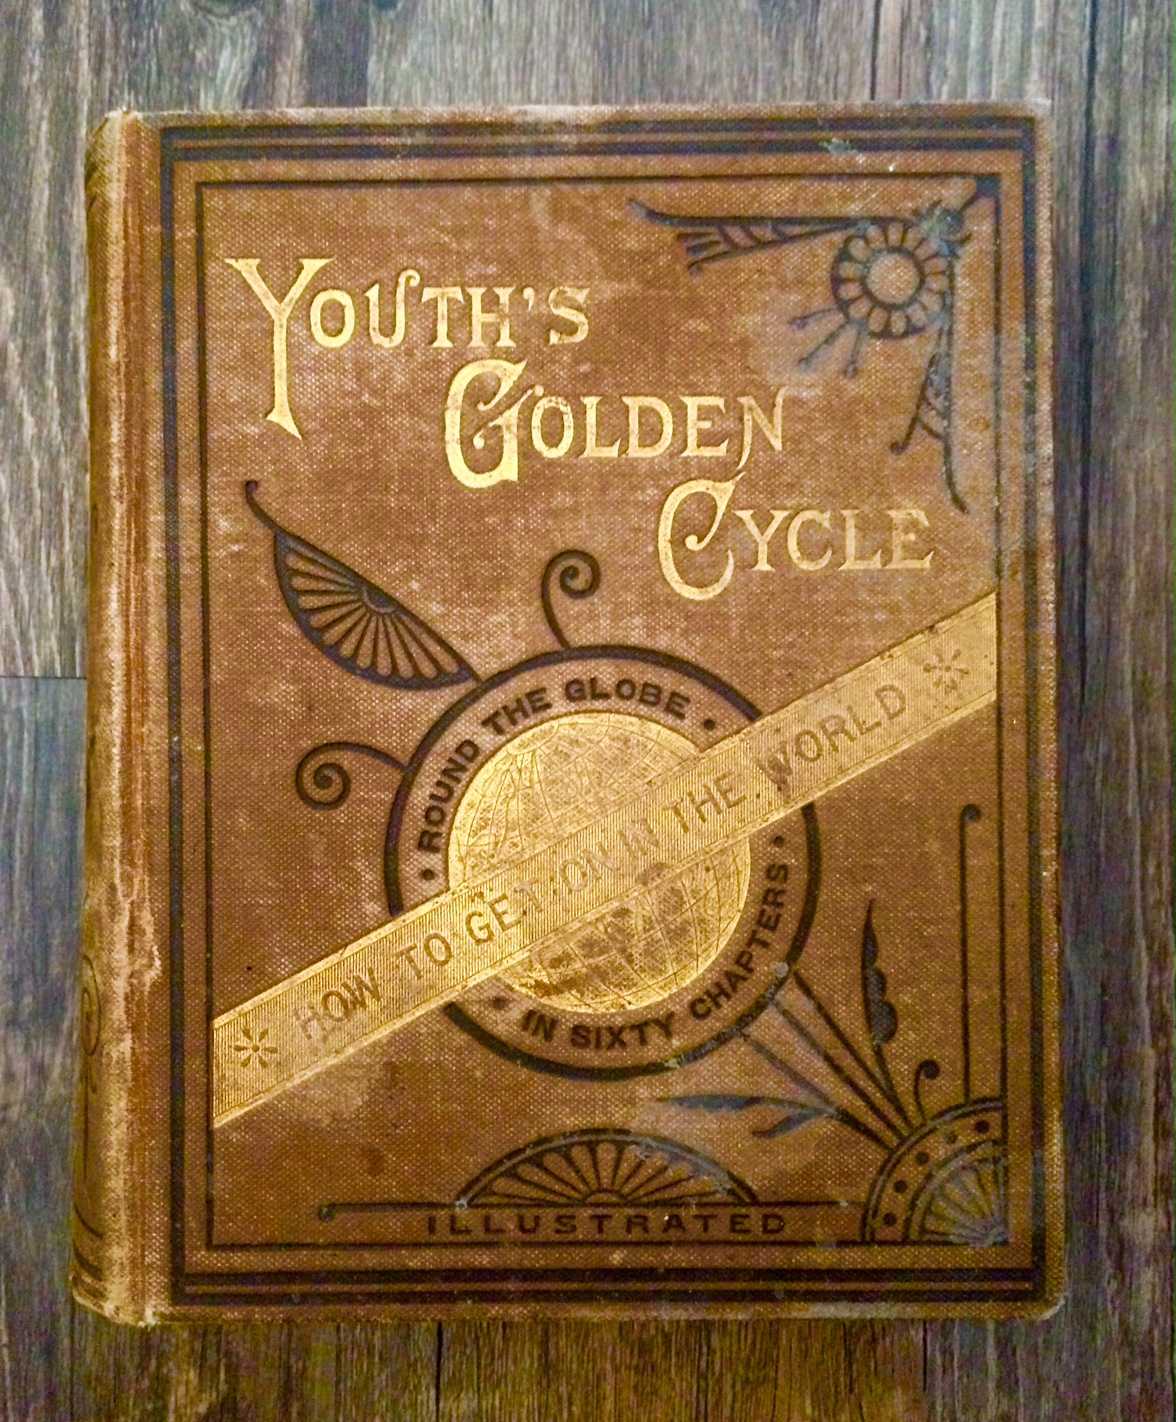 YOUTH'S
GOLDEN
CYCLE
ROUND THE GLOBE
HOW TO GET ON IN THE WORLD
IN SIXTY CHAPTERS
ILLUSTRATED